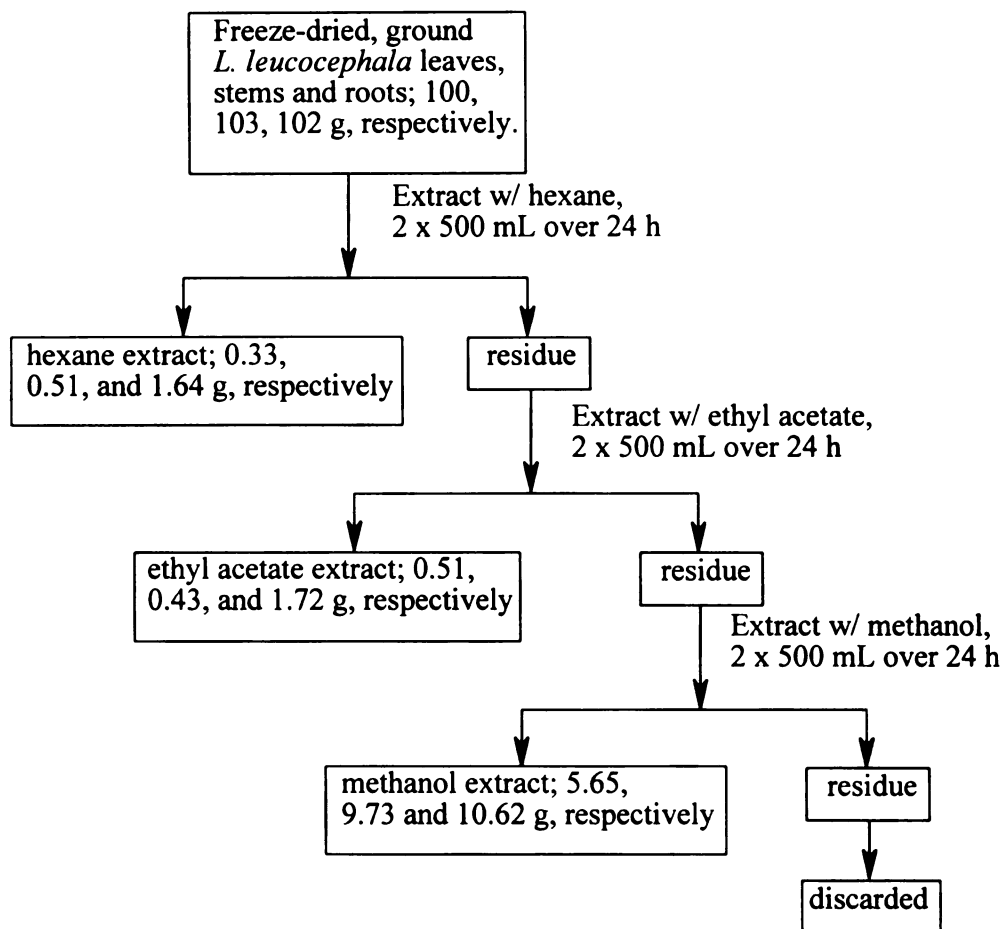 Freeze-dried, ground
L. leucocephala leaves,
stems and roots; 100,
103, 102 g, respectively.
Extract w/ hexane,
2 x 500 mL over 24 h
hexane extract; 0.33,
0.51, and 1.64 g, respectively
residue
Extract w/ ethyl acetate,
2 x 500 mL over 24 h
ethyl acetate extract; 0.51,
0.43, and 1.72 g, respectively
residue
Extract w/ methanol,
2 x 500 mL over 24 h
methanol extract; 5.65,
9.73 and 10.62 g, respectively
residue
discarded